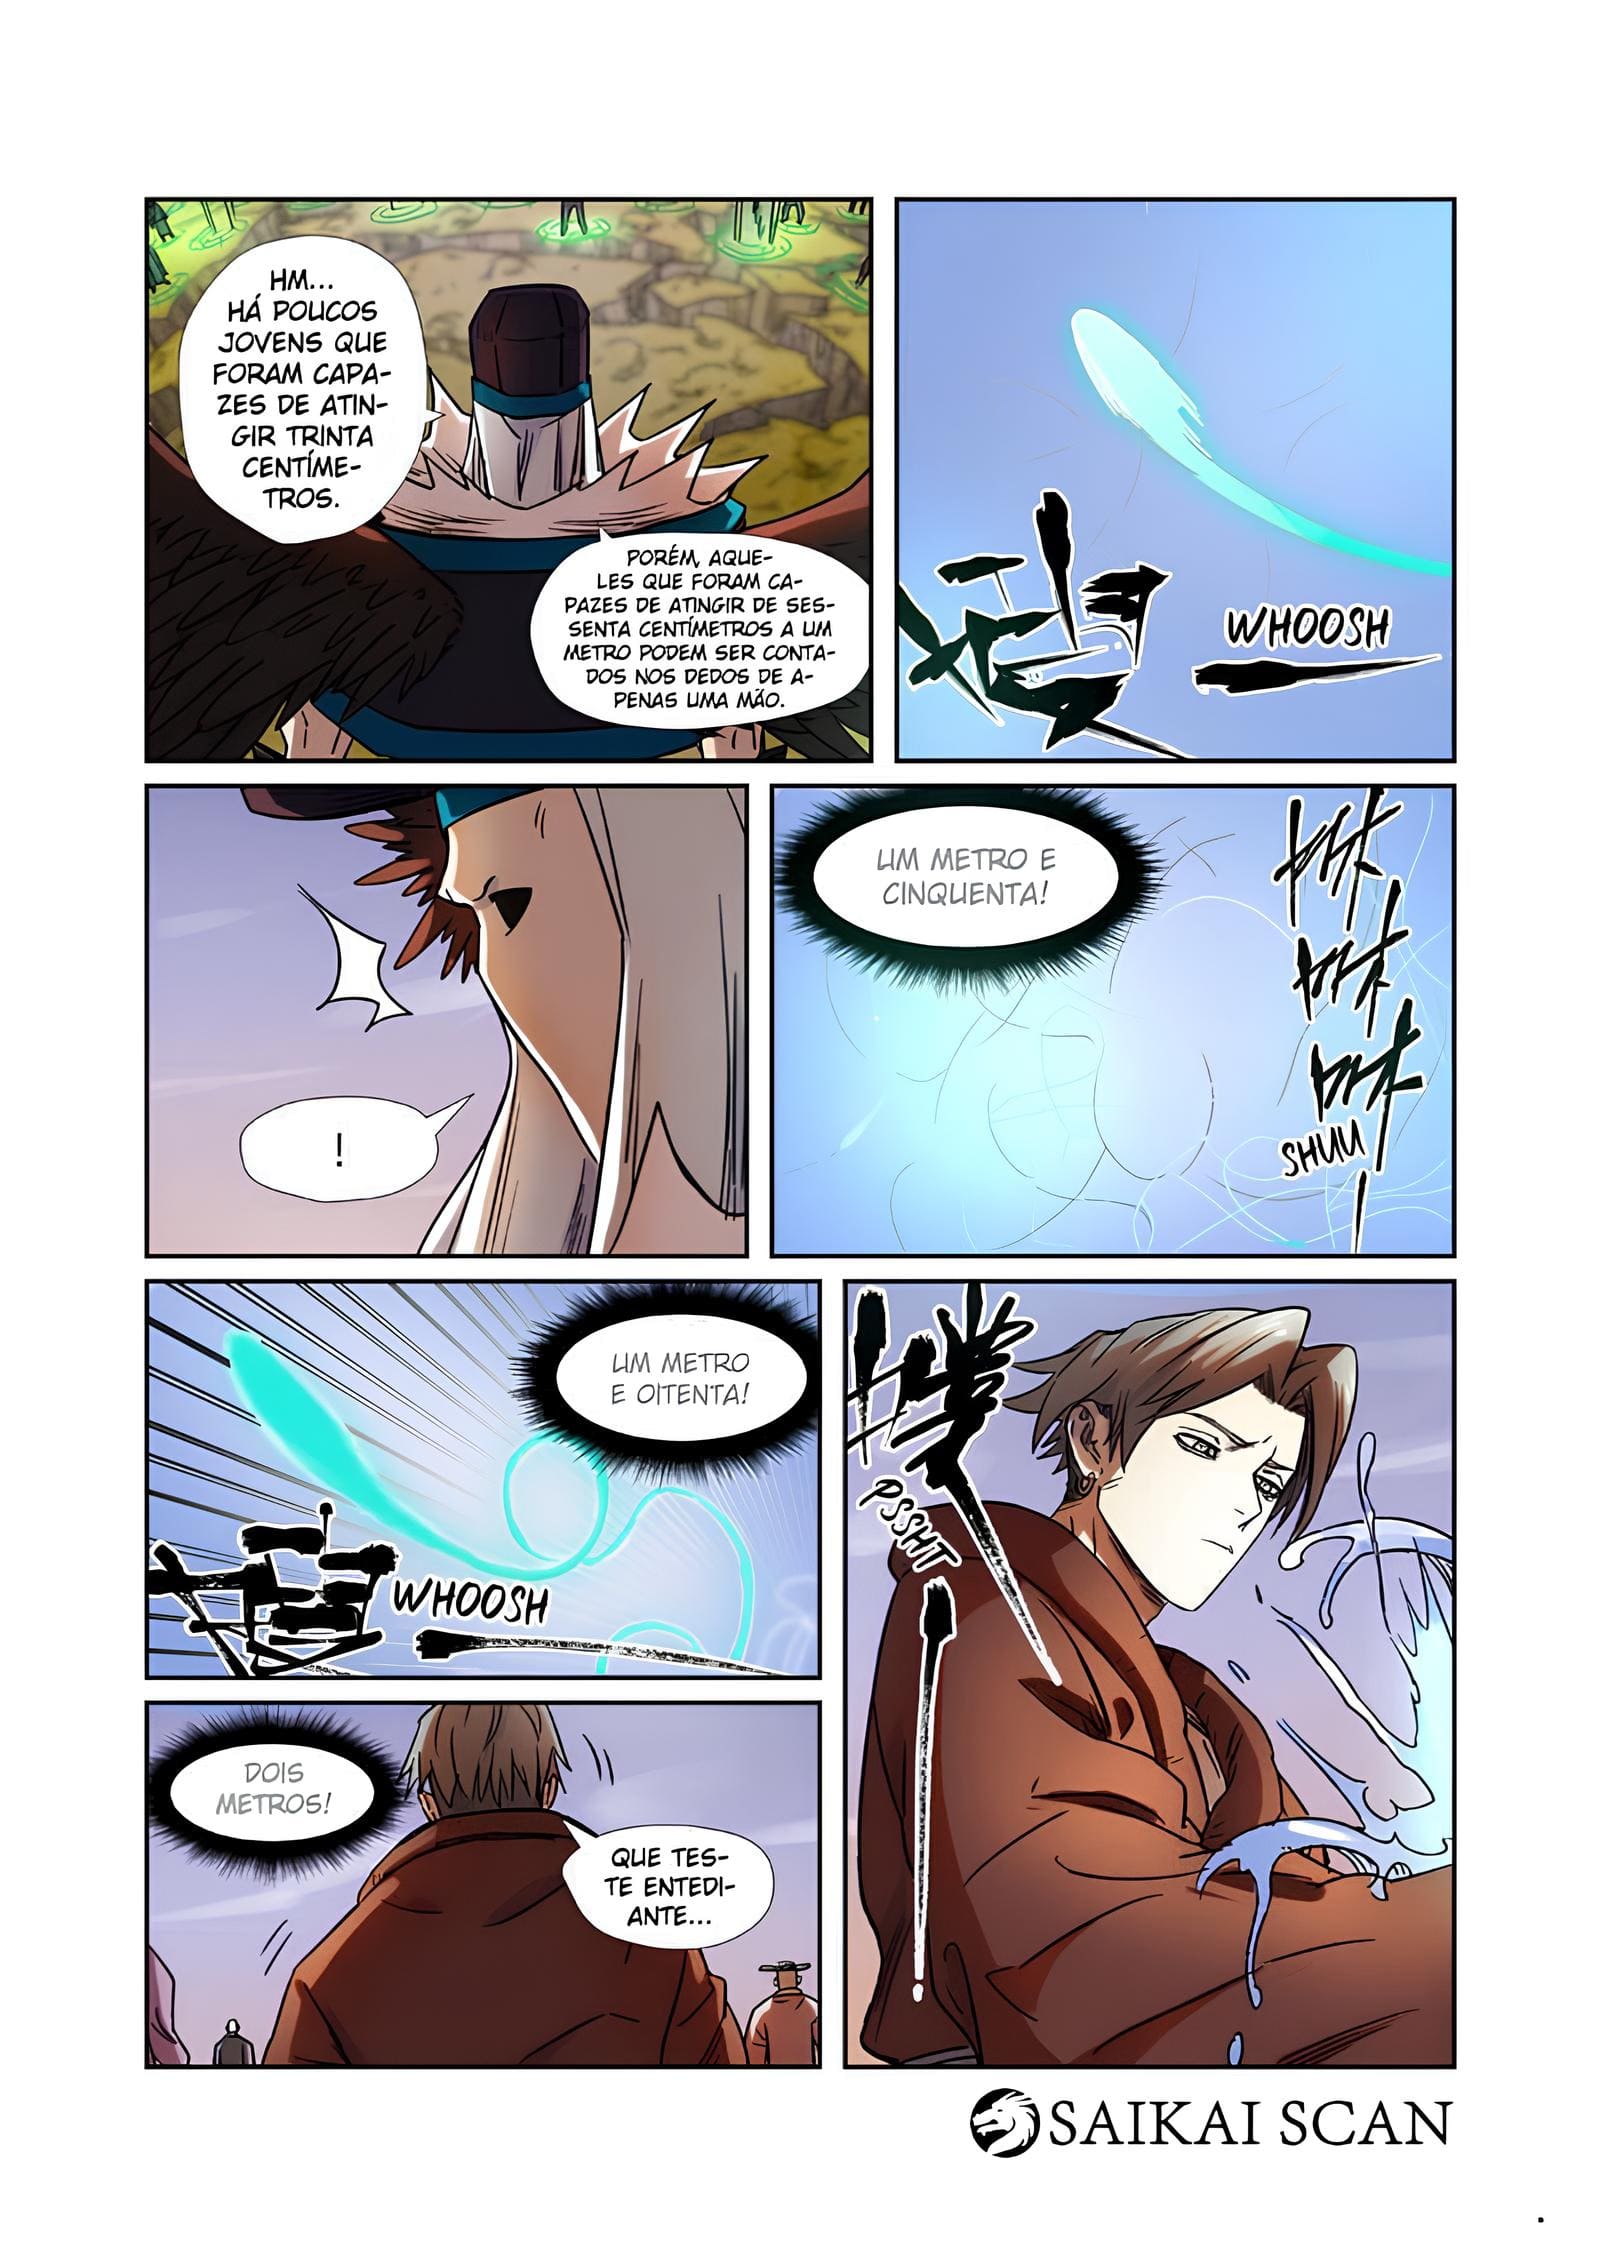 HM...
HÁ POUCOS
JOVENS QUE
FORAM CAPA-
ZES DE ATIN-
GIR TRINTA
CENTÍME-
TROS.
PORÉM, AQUE-
LES QUE FORAM CA-
PAZES DE ATINGIR DE SES-
SENTA CENTÍMETROS A UM
METRO PODEM SER CONTA-
DOS NOS DEDOS DE A-
PENAS UMA MÃO.
WHOOSH
!
UM METRO E
CINQUENTA!
SHUU
UM METRO
E OITENTA!
WHOOSH
PSSHT
DOIS
METROS!
QUE TES-
TE ENTEDI-
ANTE...
SAIKAI SCAN